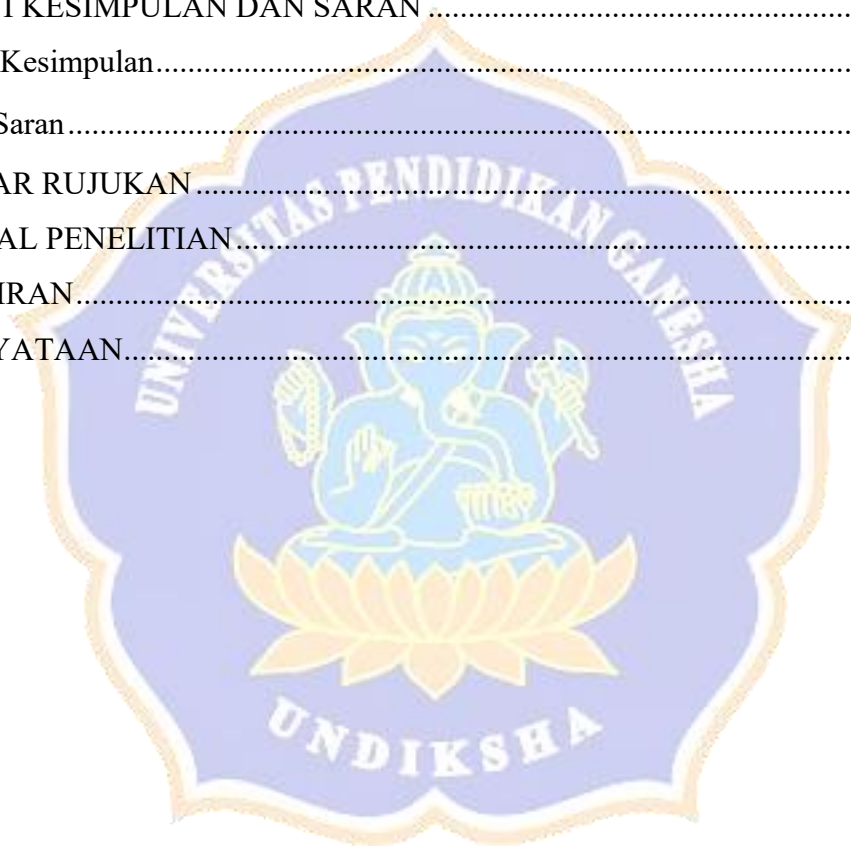 I KESIMPULAN DAN SARAN ................................................
Kesimpulan................................................................................
Saran...........................................................................................
AR RUJUKAN...........................................................................
AL PENELITIAN......................................................................
IRAN..........................................................................................
YATAAN....................................................................................
UNIVERSITAS PENDIDIKAN GANESHA
UNDIKSHA